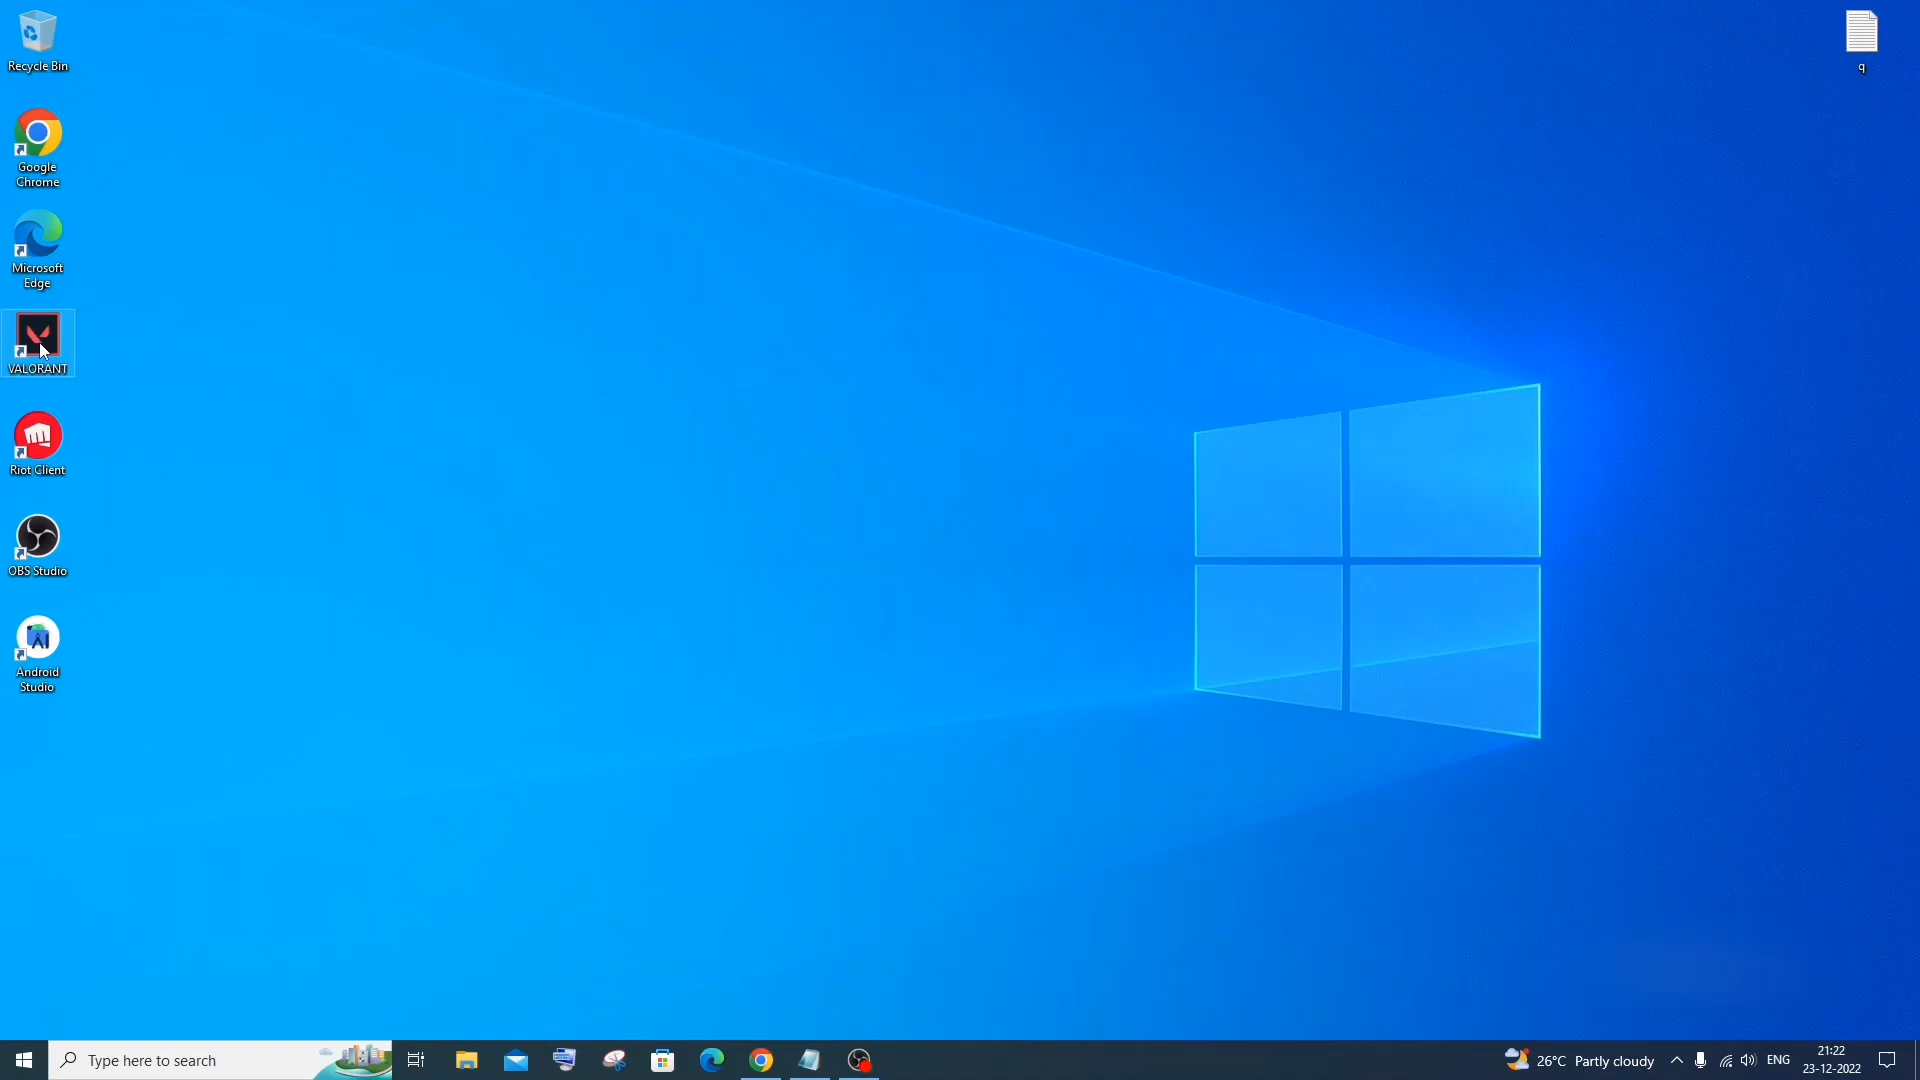 Recycle Bin
q
Google
Chrome
Microsoft
Edge
VALORANT
Riot Client
OBS Studio
Android
Studio
Type here to search
26°C Partly cloudy
ENG
21:22
23-12-2022